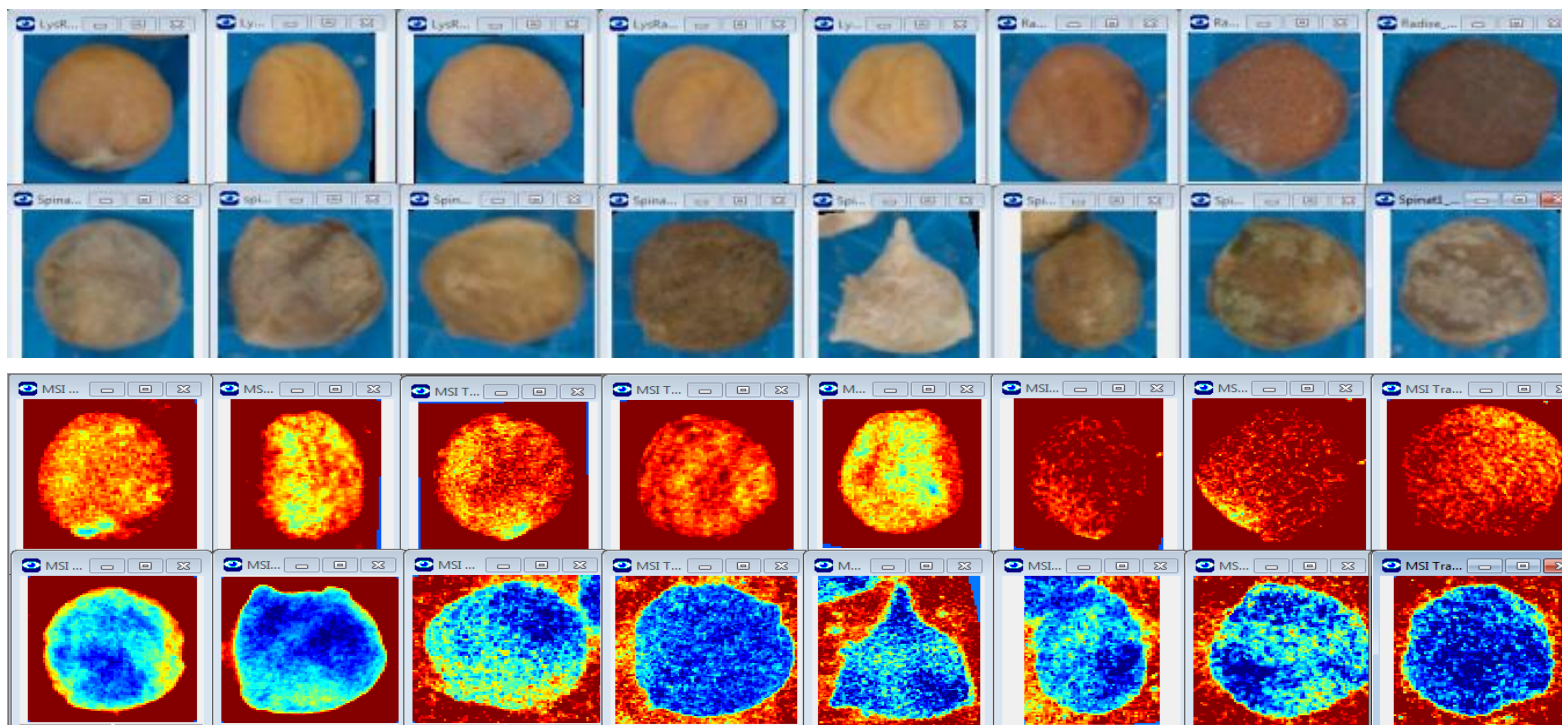 LysR... Ly... LysR... LysRa... Ly... Ra... Ra... Radise_...
Spina... spi... Spin... Spina... Spi... Spi... Spi... Spinat1_...
MSI ... MS... MSI T... MSI T... M... MSI... MS... MSI Tra...
MSI ... MSI... MSI ... MSI T... M... MSI ... MS... MSI Tra...